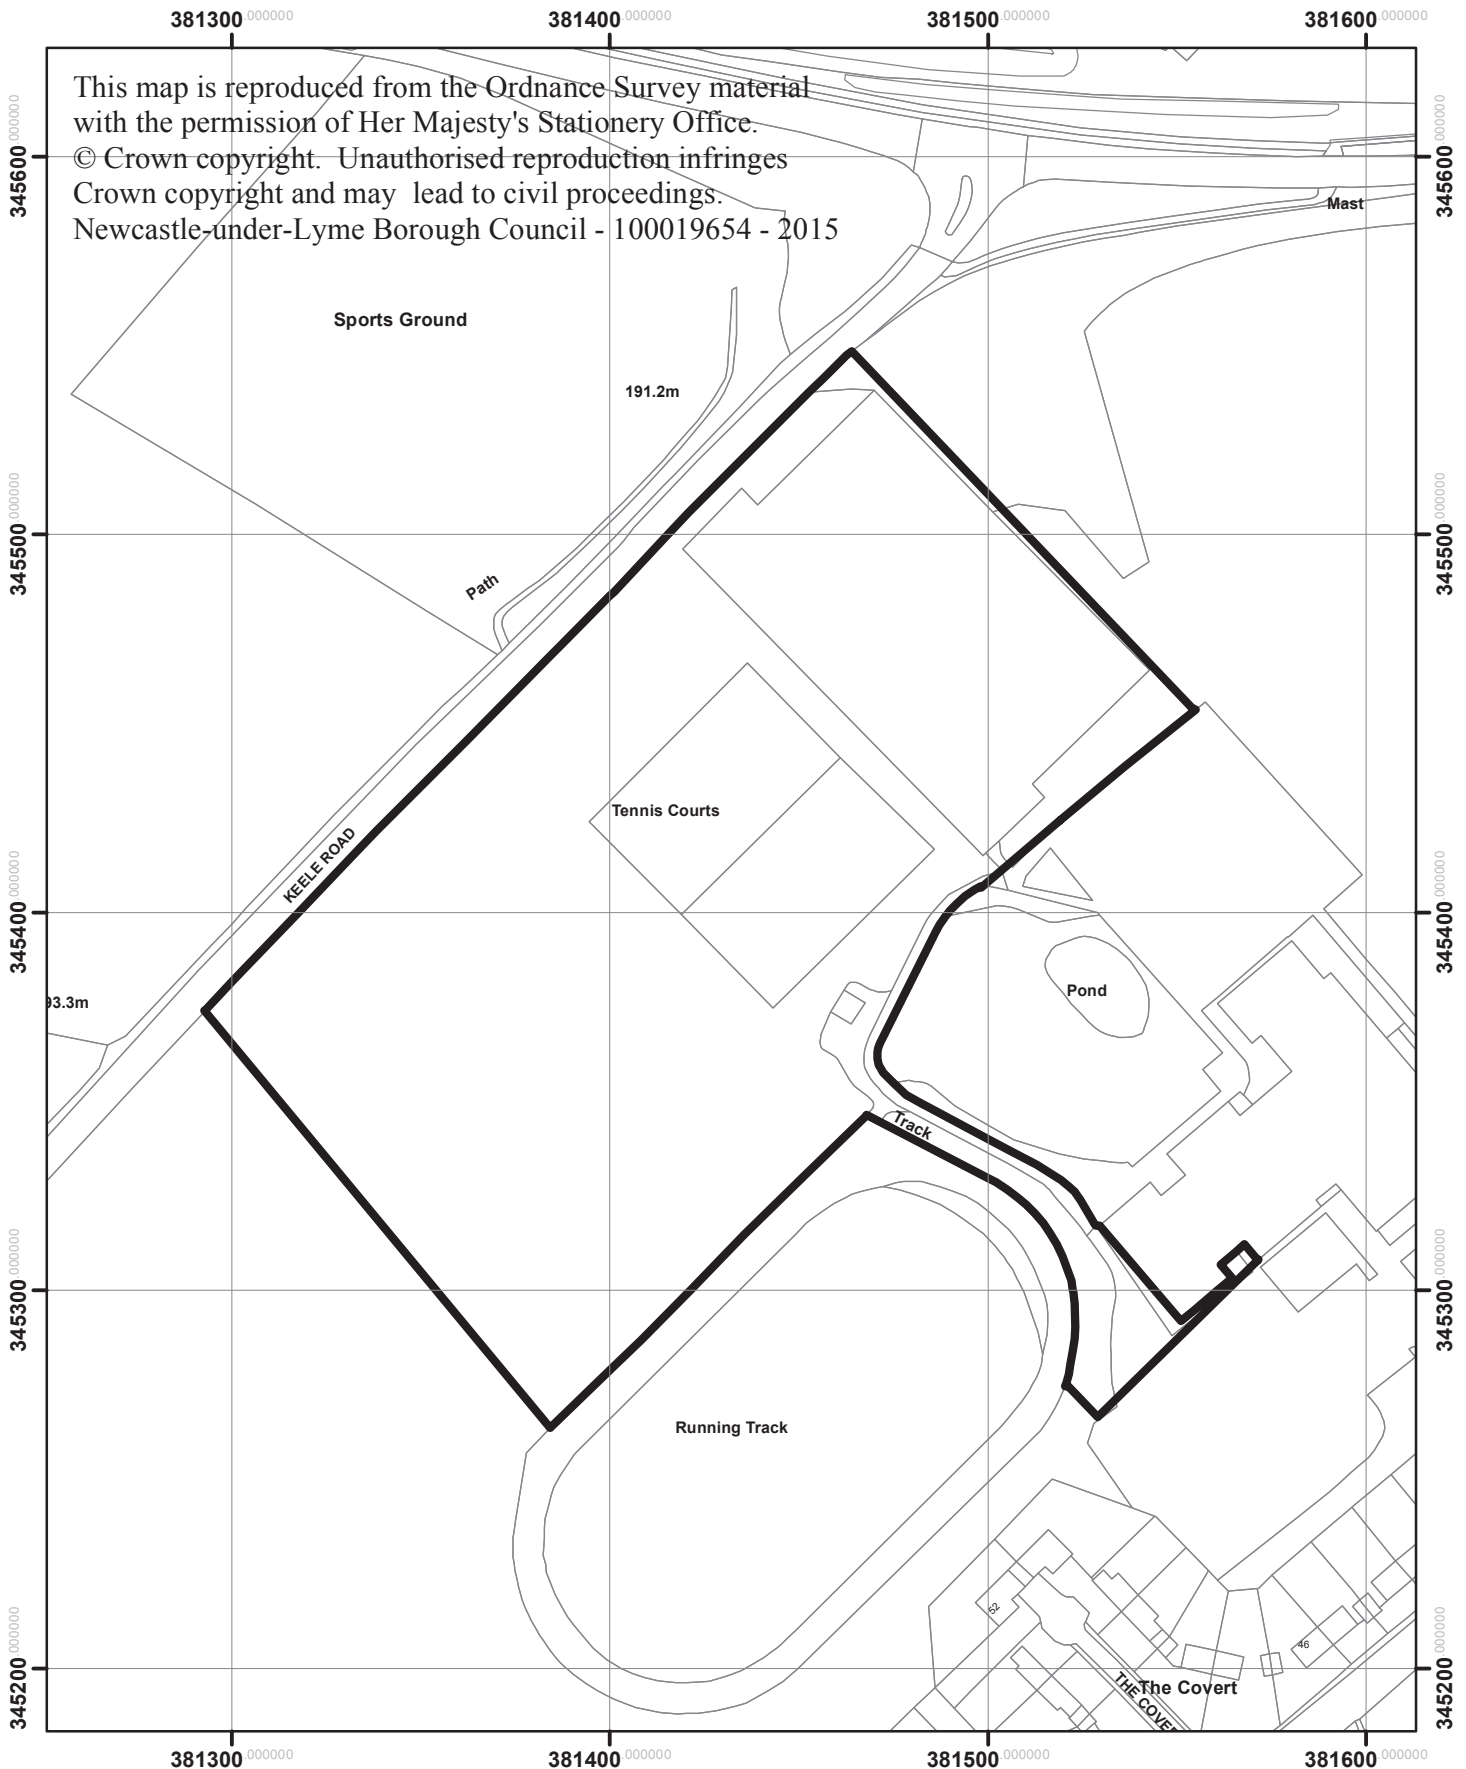 381300.000000 381400.000000 381500.000000 381600.000000
This map is reproduced from the Ordnance Survey material
with the permission of Her Majesty's Stationery Office.
© Crown copyright.  Unauthorised reproduction infringes
Crown copyright and may  lead to civil proceedings.
Newcastle-under-Lyme Borough Council - 100019654 - 2015
345600.000000
345600.000000
Mast
Sports Ground
191.2m
345500.000000
345500.000000
Path
Tennis Courts
KEELE ROAD
345400.000000
345400.000000
Pond
93.3m
Track
345300.000000
345300.000000
Running Track
52
46
345200.000000
345200.000000
The Covert
THE COVE
381300.000000 381400.000000 381500.000000 381600.000000